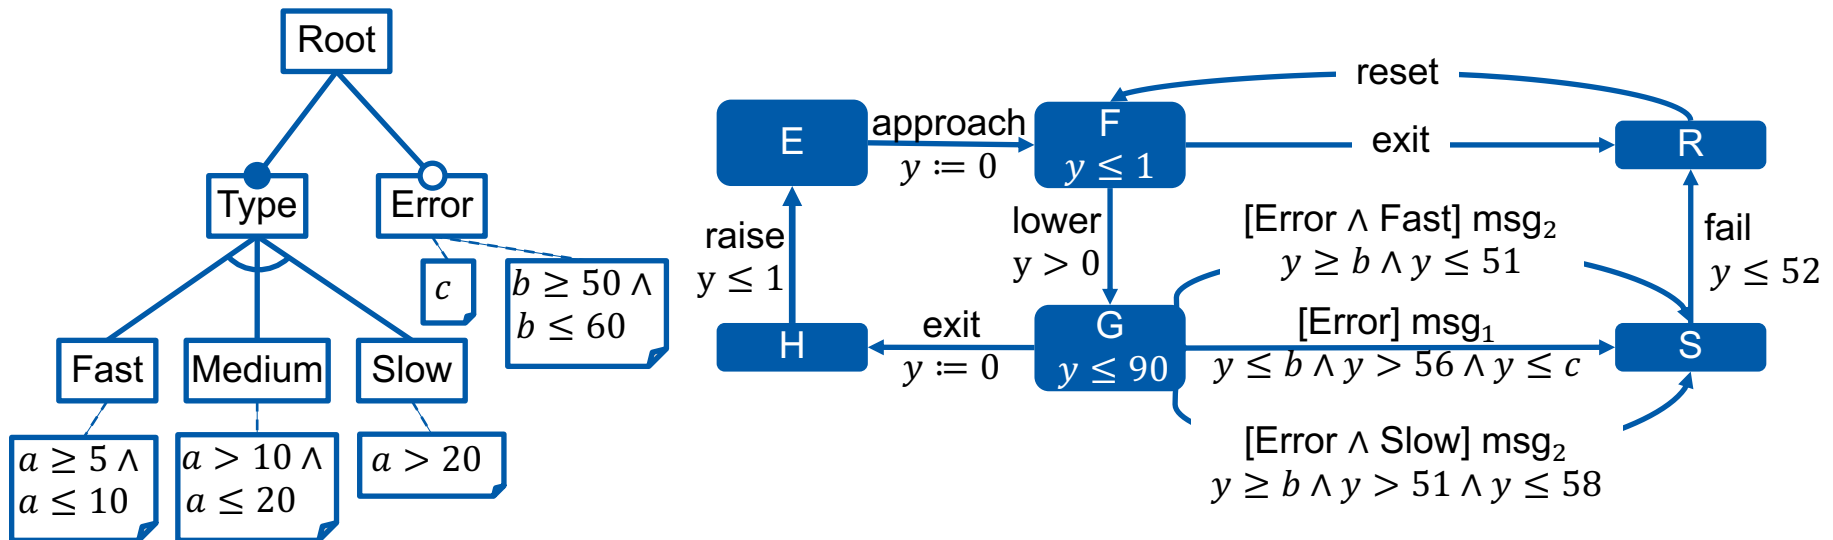 Root
Type
Error
c
b ≥ 50 ∧
b ≤ 60
Fast
Medium
Slow
a ≥ 5 ∧
a ≤ 10
a > 10 ∧
a ≤ 20
a > 20
reset
E
approach
y := 0
F
y ≤ 1
exit
R
raise
y ≤ 1
lower
y > 0
[Error ∧ Fast] msg₂
y ≥ b ∧ y ≤ 51
fail
y ≤ 52
H
exit
y := 0
G
y ≤ 90
[Error] msg₁
y ≤ b ∧ y > 56 ∧ y ≤ c
S
[Error ∧ Slow] msg₂
y ≥ b ∧ y > 51 ∧ y ≤ 58